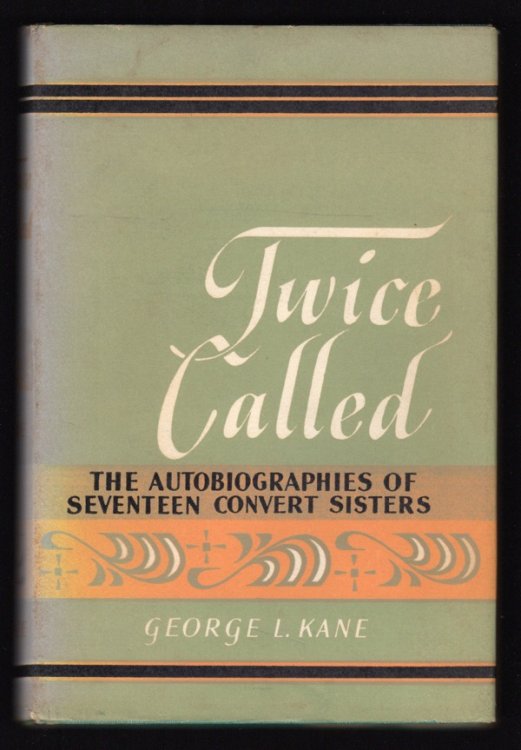 Twice
Called
THE AUTOBIOGRAPHIES OF
SEVENTEEN CONVERT SISTERS
GEORGE L. KANE